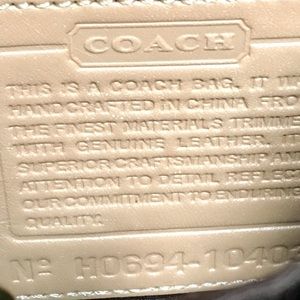 COACH
THIS IS A COACH BAG. IT
HANDCRAFTED IN CHINA
THE FINEST MATERIALS
WITH GENUINE LEATHER.
SUPERIOR CRAFTSMANSHIP
ATTENTION TO DETAIL
OUR COMMITMENT TO ENDURING
QUALITY.
Nº H0694-1040